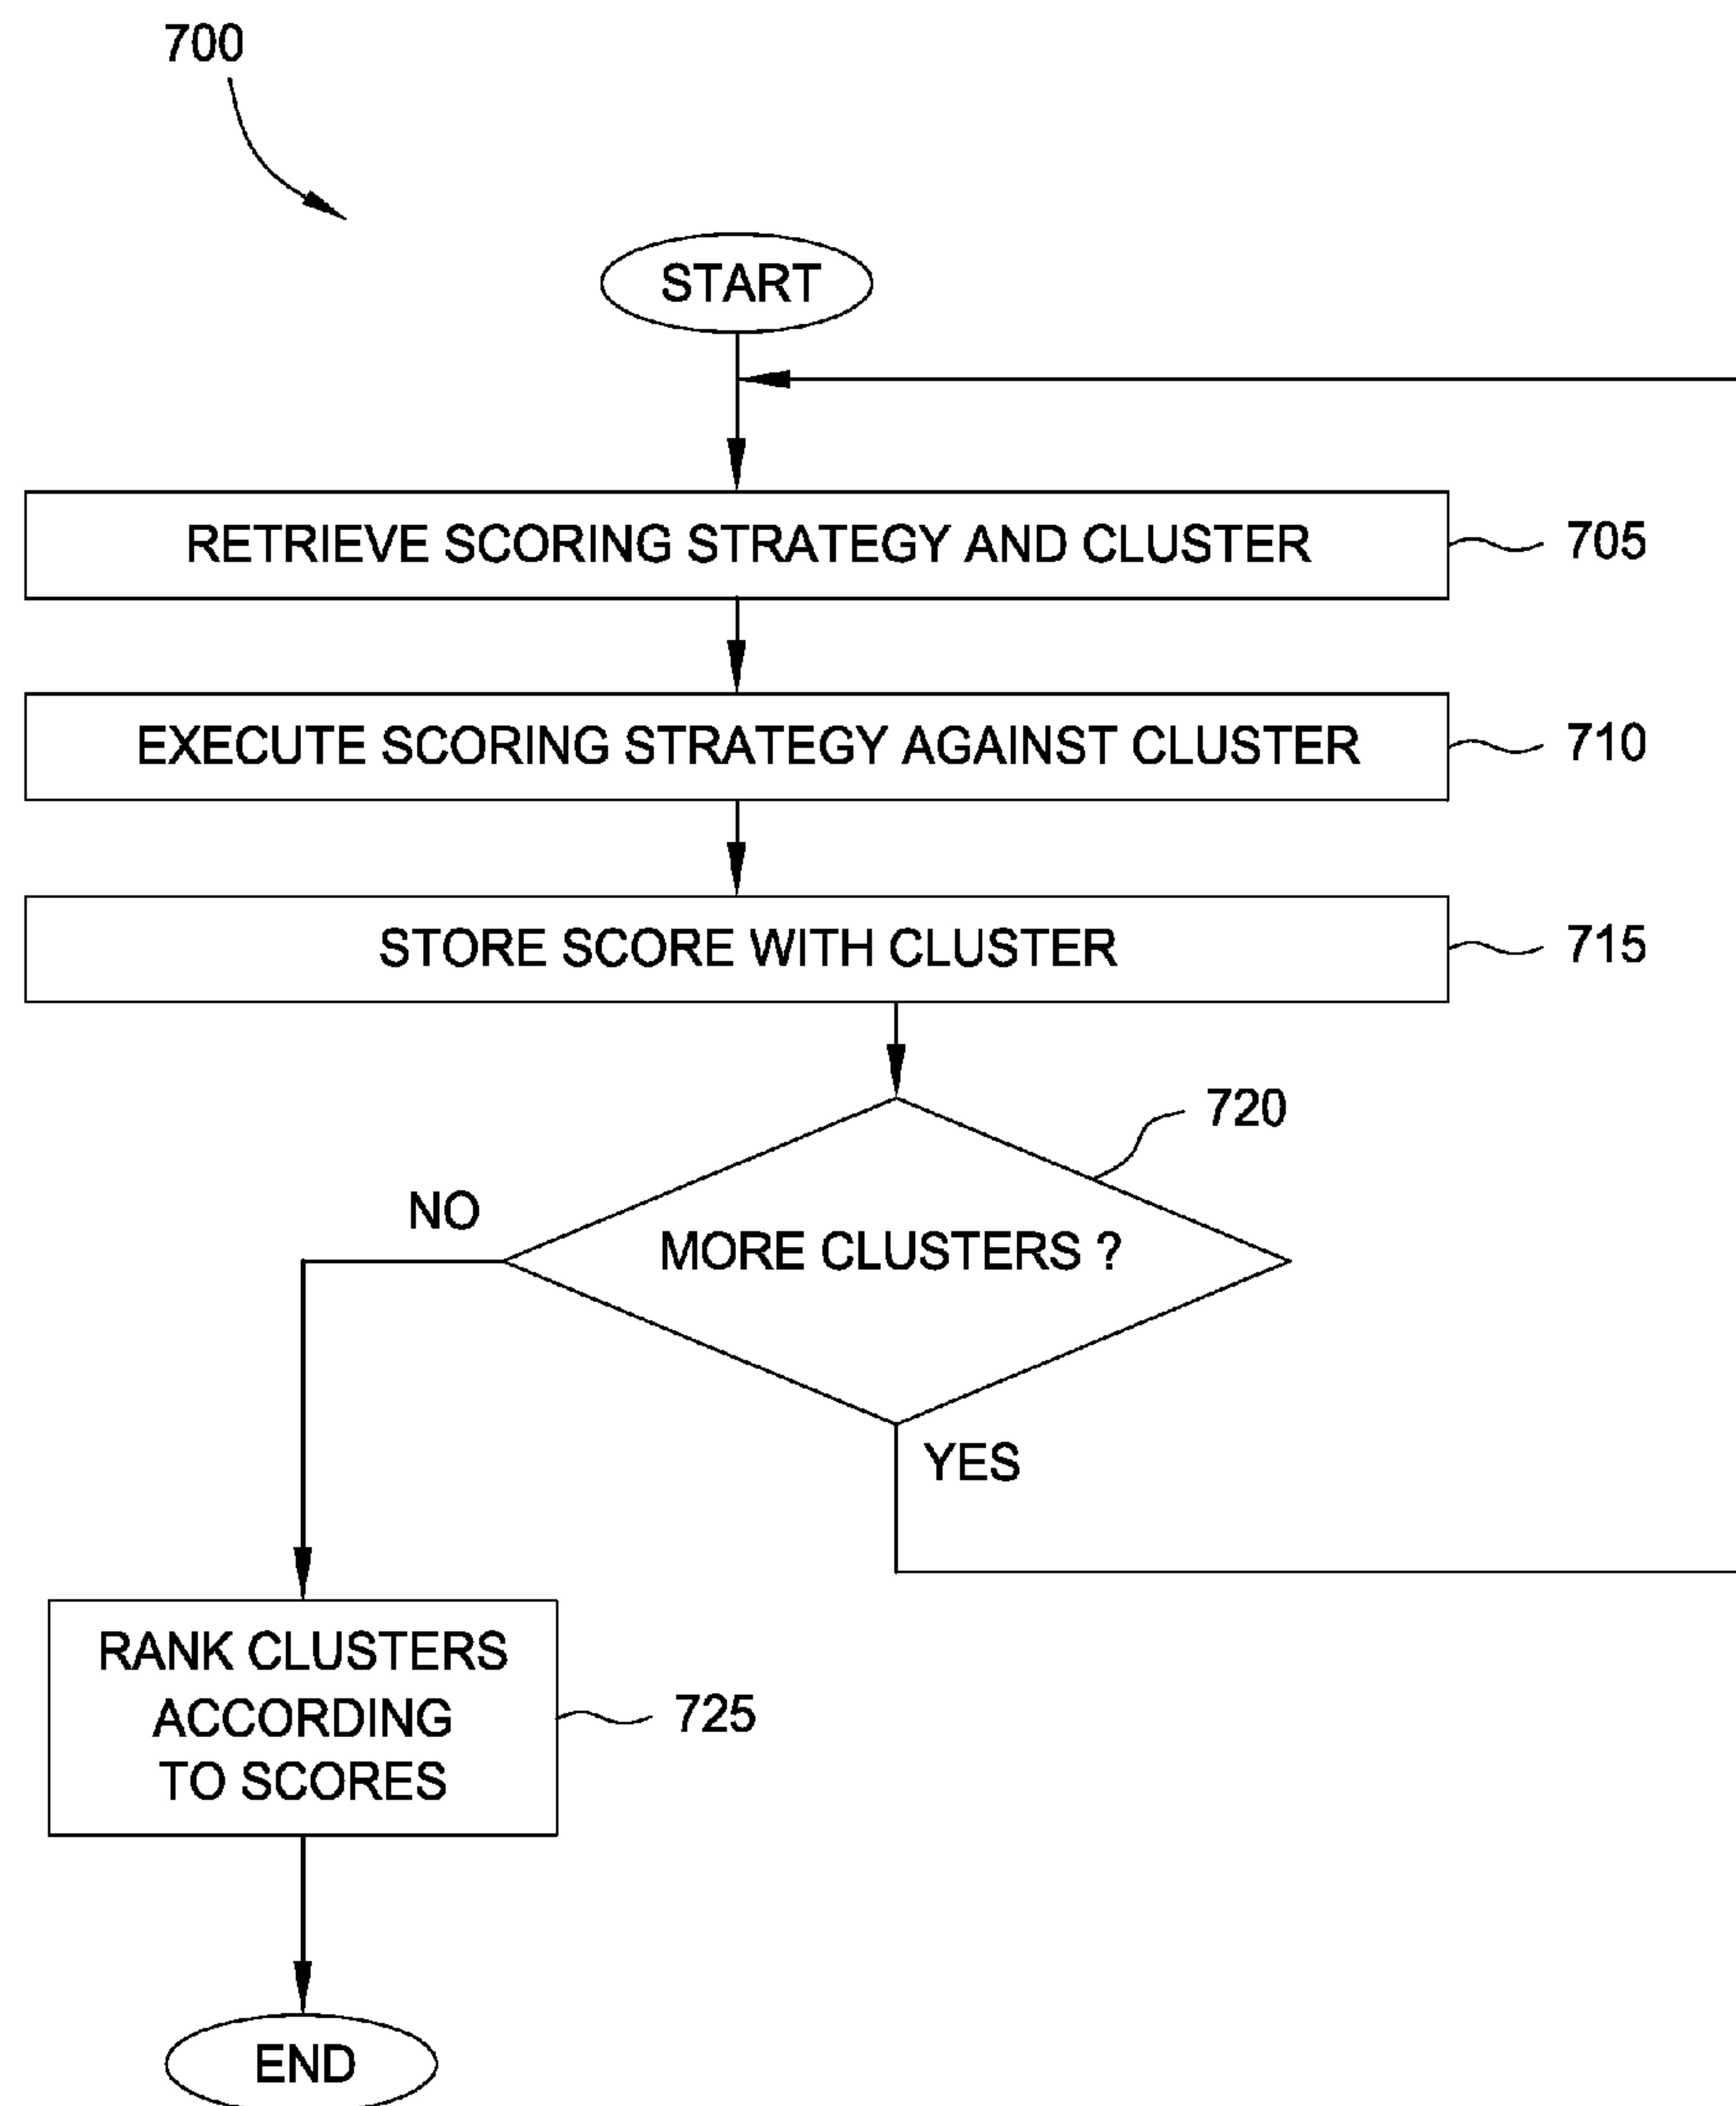 700
START
RETRIEVE SCORING STRATEGY AND CLUSTER
705
EXECUTE SCORING STRATEGY AGAINST CLUSTER
710
STORE SCORE WITH CLUSTER
715
720
NO
MORE CLUSTERS ?
YES
RANK CLUSTERS
ACCORDING
TO SCORES
725
END